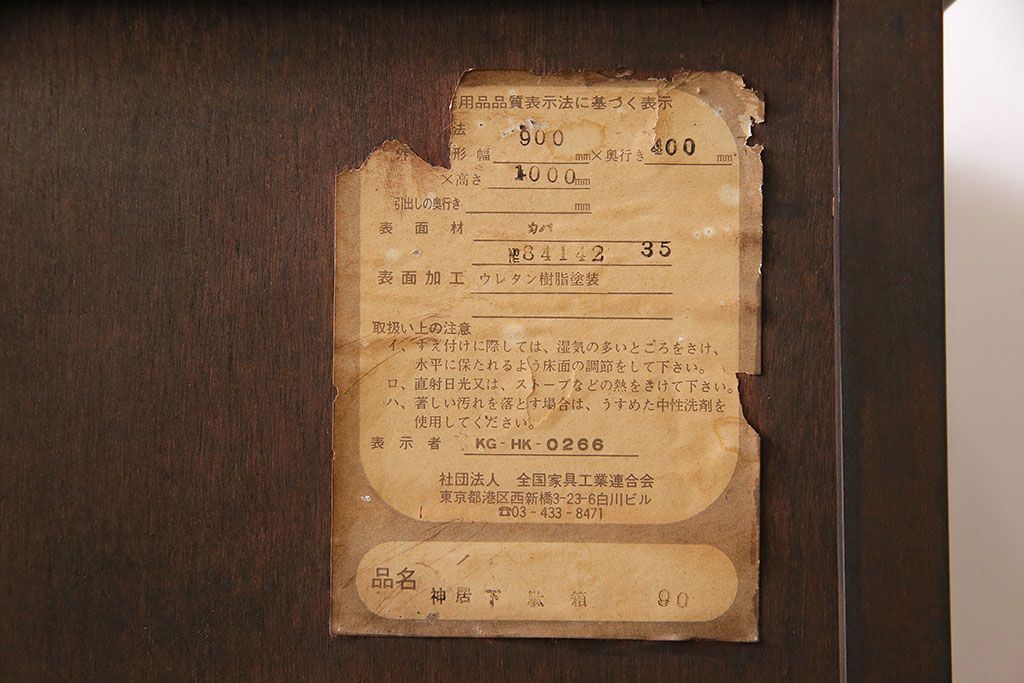 用品品質表示法に基づく表示
法
外 形 幅 900 mm×奥行き 400 mm
×高さ 1000mm
引出しの奥行き mm
表面材 カバ
№84142 35
表面加工 ウレタン樹脂塗装
取扱い上の注意
イ、すえ付けに際しては、湿気の多いところをさけ、
水平に保たれるよう床面の調節をして下さい。
ロ、直射日光又は、ストーブなどの熱をさけて下さい。
ハ、著しい汚れを落とす場合は、うすめた中性洗剤を
使用してください。
表示者 KG-HK-0266
社団法人 全国家具工業連合会
東京都港区西新橋3-23-6白川ビル
☎03-433-8471
品名 神居下駄箱 90